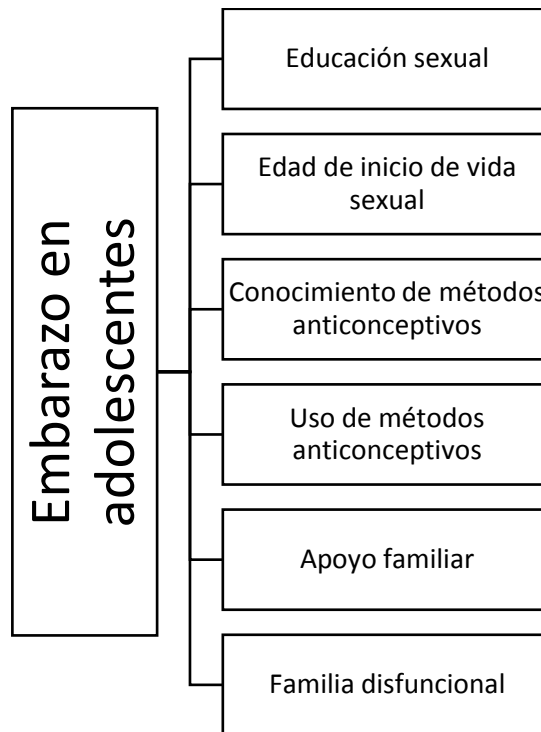 Embarazo en
adolescentes
Educación sexual
Edad de inicio de vida
sexual
Conocimiento de métodos
anticonceptivos
Uso de métodos
anticonceptivos
Apoyo familiar
Familia disfuncional